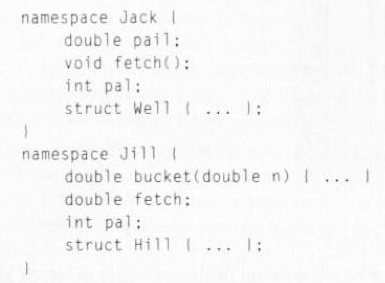 namespace Jack {
double pail;
void fetch();
int pal;
struct Well { ... };
}
namespace Jill {
double bucket(double n) { ... }
double fetch;
int pal;
struct Hill { ... };
}